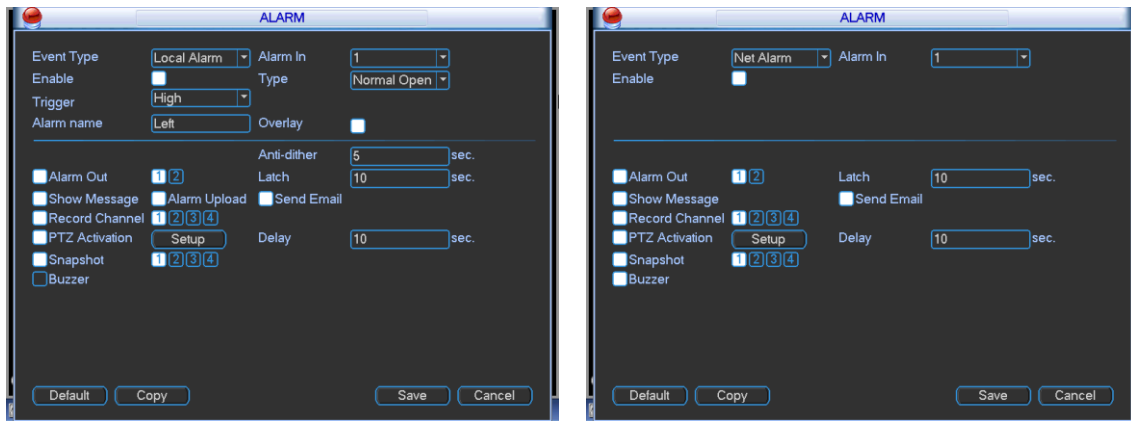 ALARM
Event Type Local Alarm Alarm In 1
Enable Type Normal Open
Trigger High
Alarm name Left Overlay
Anti-dither 5 sec.
Alarm Out 1 2 Latch 10 sec.
Show Message Alarm Upload Send Email
Record Channel 1 2 3 4
PTZ Activation Setup Delay 10 sec.
Snapshot 1 2 3 4
Buzzer
Default Copy Save Cancel
ALARM
Event Type Net Alarm Alarm In 1
Enable
Alarm Out 1 2 Latch 10 sec.
Show Message Send Email
Record Channel 1 2 3 4
PTZ Activation Setup Delay 10 sec.
Snapshot 1 2 3 4
Buzzer
Default Copy Save Cancel